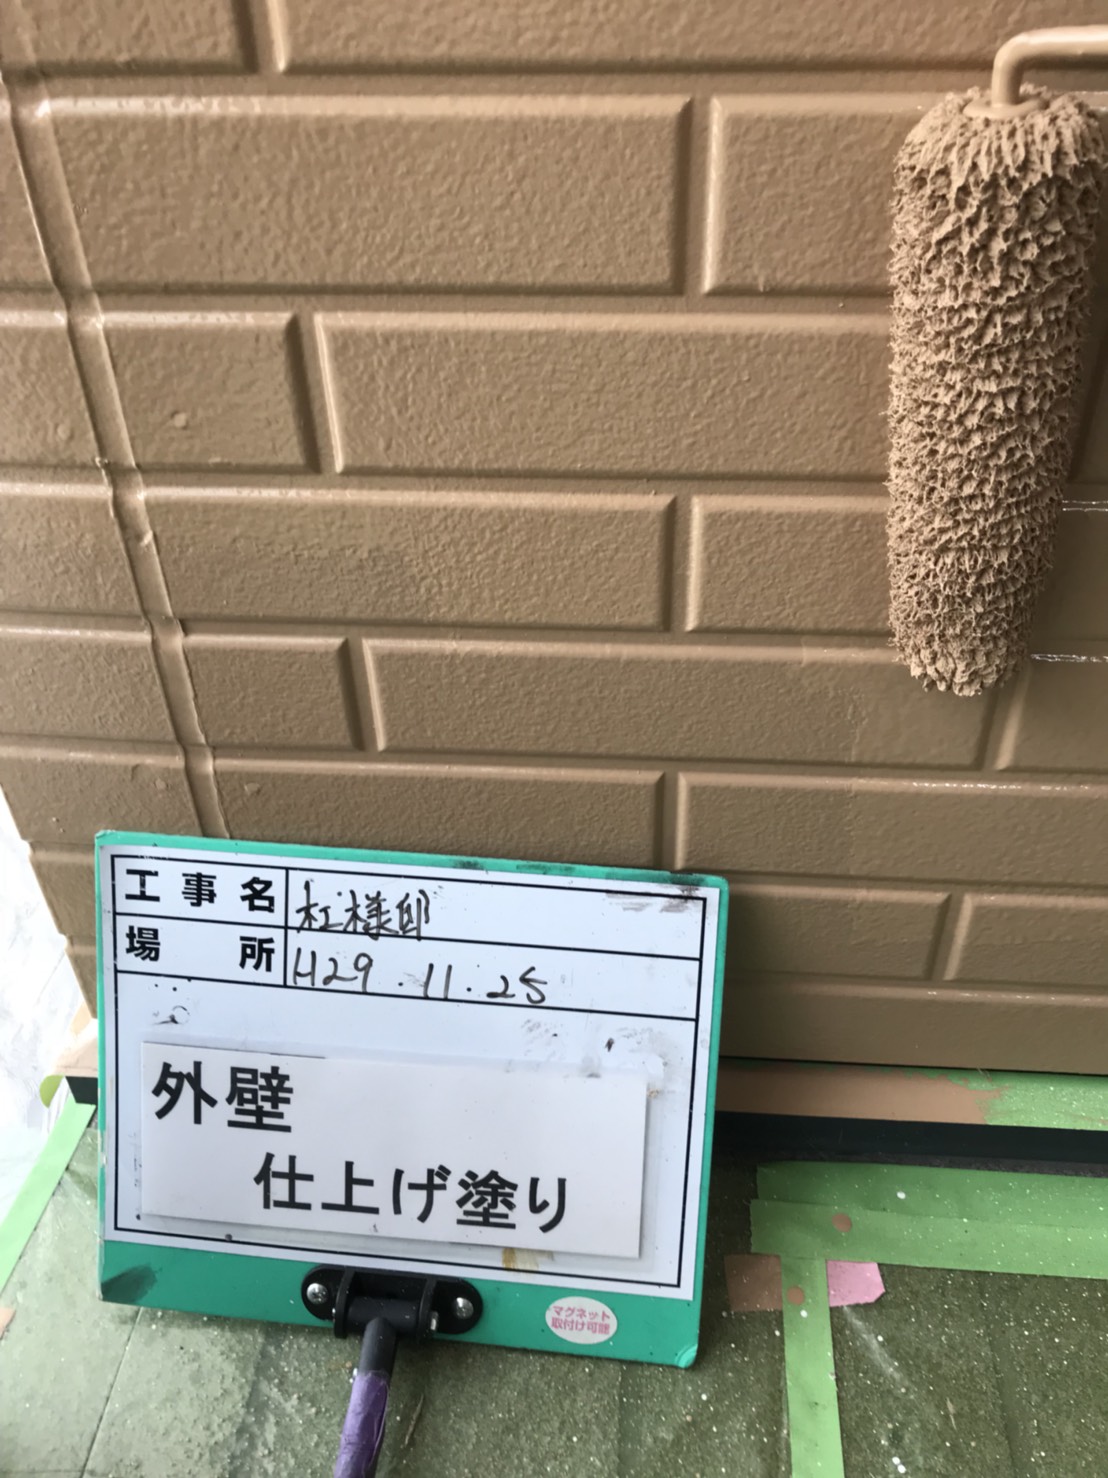 工事名 杠様邸
場所 H29.11.25
外壁
仕上げ塗り
マグネット
取付け可能